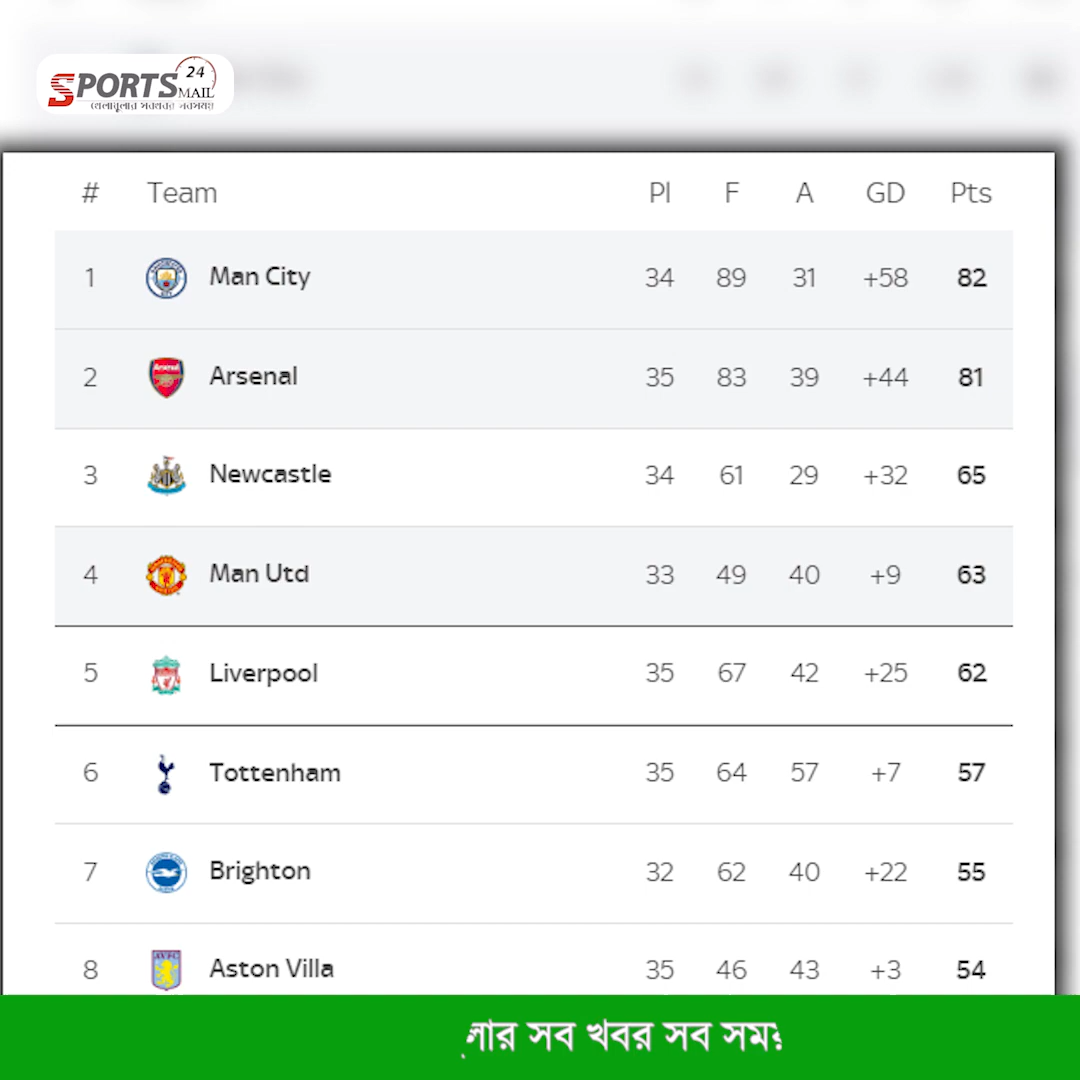 SPORTS 24 MAIL
# Team Pl F A GD Pts
1 Man City 34 89 31 +58 82
2 Arsenal 35 83 39 +44 81
3 Newcastle 34 61 29 +32 65
4 Man Utd 33 49 40 +9 63
5 Liverpool 35 67 42 +25 62
6 Tottenham 35 64 57 +7 57
7 Brighton 32 62 40 +22 55
8 Aston Villa 35 46 43 +3 54
সব খবর সব